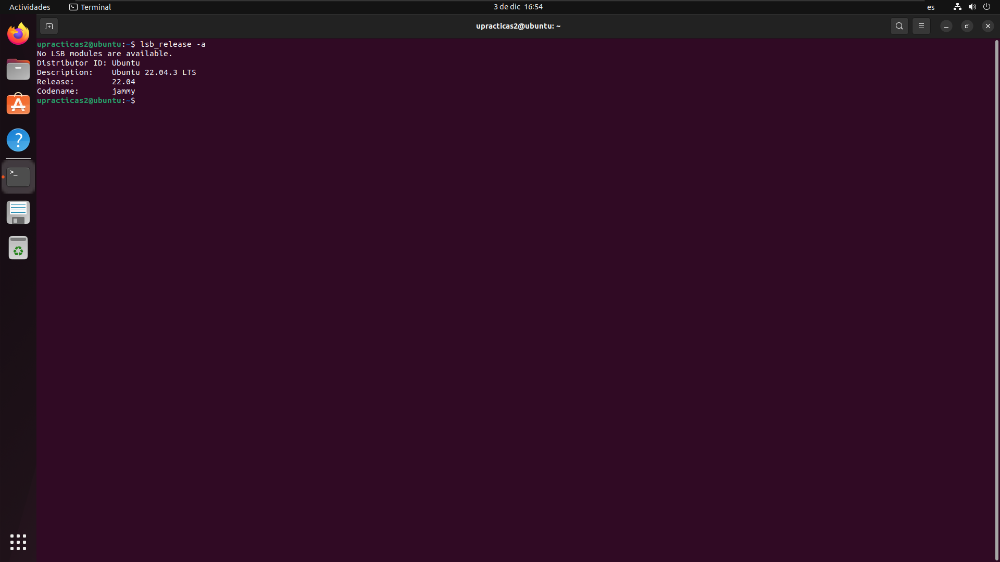 Actividades Terminal 3 de dic 16:54 es
upracticas2@ubuntu: ~
upracticas2@ubuntu:~$ lsb_release -a
No LSB modules are available.
Distributor ID: Ubuntu
Description:    Ubuntu 22.04.3 LTS
Release:        22.04
Codename:       jammy
upracticas2@ubuntu:~$